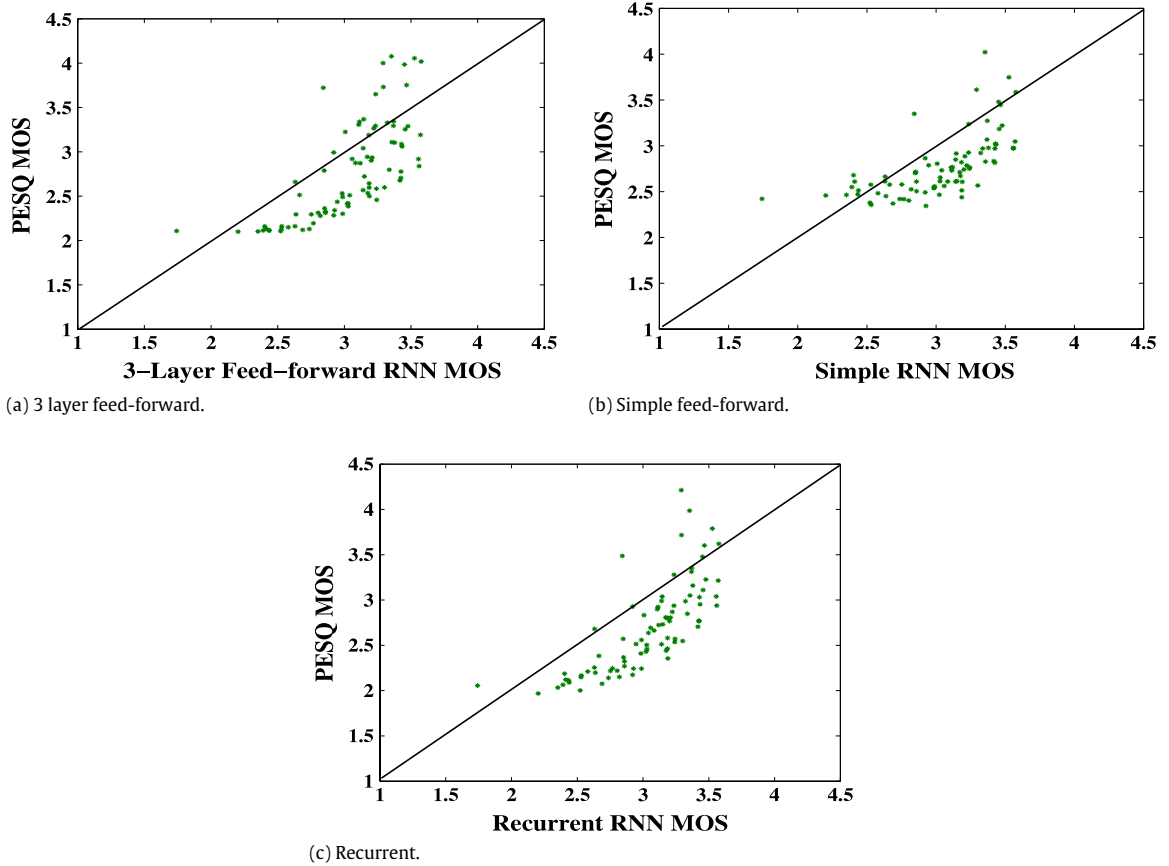 4.5
4
3.5
3
2.5
2
1.5
1
PESQ MOS
1 1.5 2 2.5 3 3.5 4 4.5
3−Layer Feed−forward RNN MOS
(a) 3 layer feed-forward.
4.5
4
3.5
3
2.5
2
1.5
1
PESQ MOS
1 1.5 2 2.5 3 3.5 4 4.5
Simple RNN MOS
(b) Simple feed-forward.
4.5
4
3.5
3
2.5
2
1.5
1
PESQ MOS
1 1.5 2 2.5 3 3.5 4 4.5
Recurrent RNN MOS
(c) Recurrent.